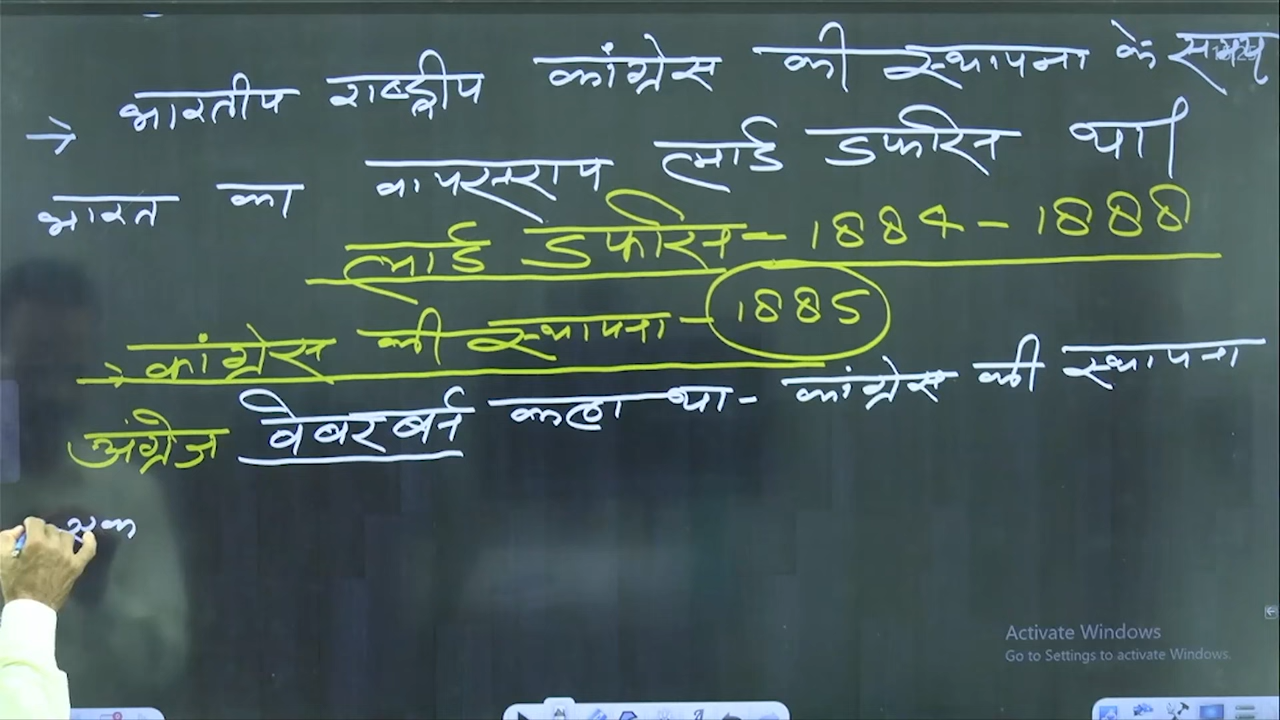 → भारतीय राष्ट्रीय कांग्रेस की स्थापना के समय
भारत का वायसराय लार्ड डफरिन था।
लार्ड डफरिन - 1884 - 1888
→ कांग्रेस की स्थापना - 1885
अंग्रेज वेबरबर्न कहा था - कांग्रेस की स्थापना
एक
Activate Windows
Go to Settings to activate Windows.